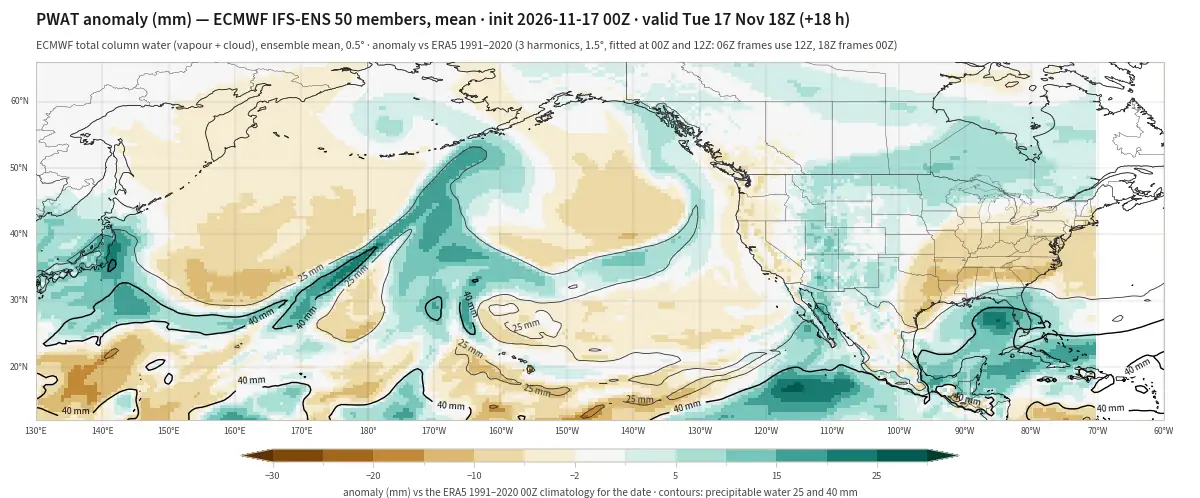 PWAT anomaly (mm) — ECMWF IFS-ENS 50 members, mean · init 2026-11-17 00Z · valid Tue 17 Nov 18Z (+18 h)
ECMWF total column water (vapour + cloud), ensemble mean, 0.5° · anomaly vs ERA5 1991–2020 (3 harmonics, 1.5°, fitted at 00Z and 12Z: 06Z frames use 12Z, 18Z frames 00Z)
60°N
50°N
40°N
30°N
20°N
25 mm
25 mm
40 mm
40 mm
40 mm
25 mm
25 mm
40 mm
40 mm
25 mm
40 mm
25 mm
40 mm
40 mm
40 mm
40 mm
130°E 140°E 150°E 160°E 170°E 180° 170°W 160°W 150°W 140°W 130°W 120°W 110°W 100°W 90°W 80°W 70°W 60°W
−30 −20 −10 −2 5 15 25
anomaly (mm) vs the ERA5 1991–2020 00Z climatology for the date · contours: precipitable water 25 and 40 mm